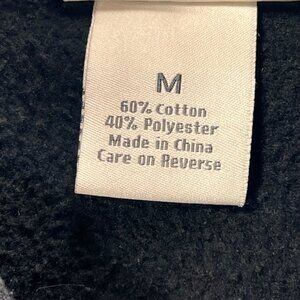 M
60% Cotton
40% Polyester
Made in China
Care on Reverse